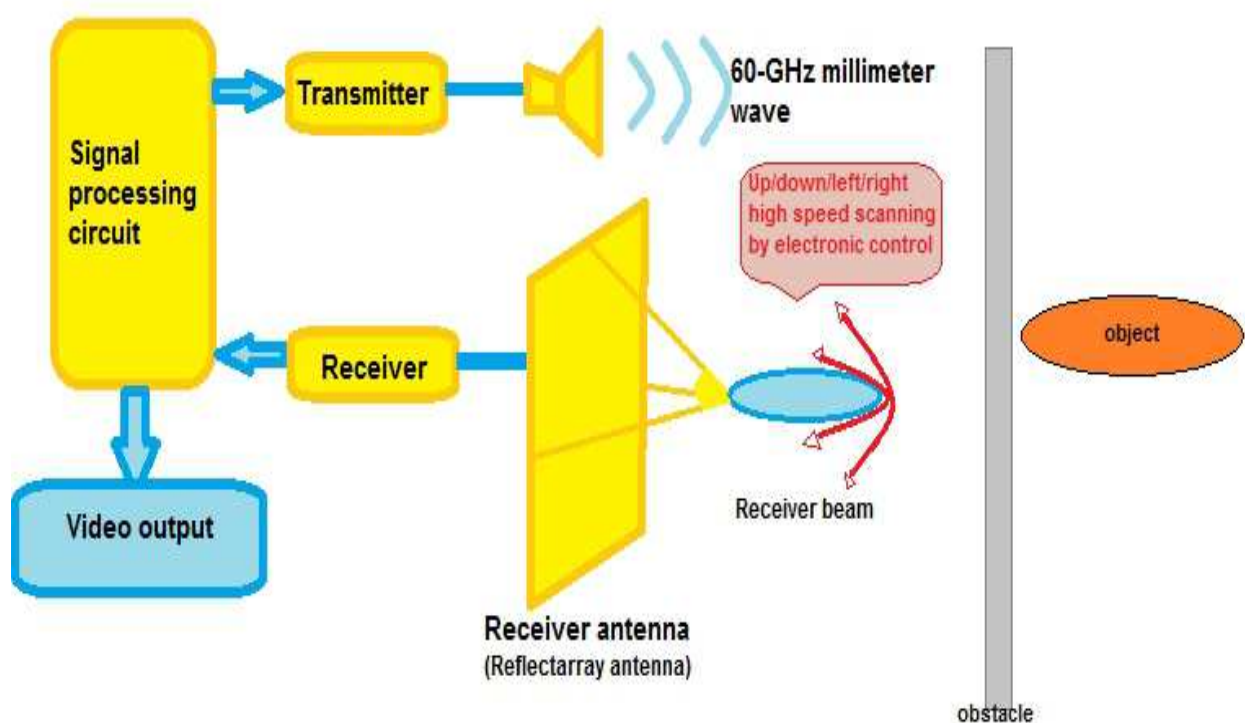 Signal
processing
circuit
Transmitter
60-GHz millimeter
wave
Up/down/left/right
high speed scanning
by electronic control
Receiver
object
Video output
Receiver beam
Receiver antenna
(Reflectarray antenna)
obstacle